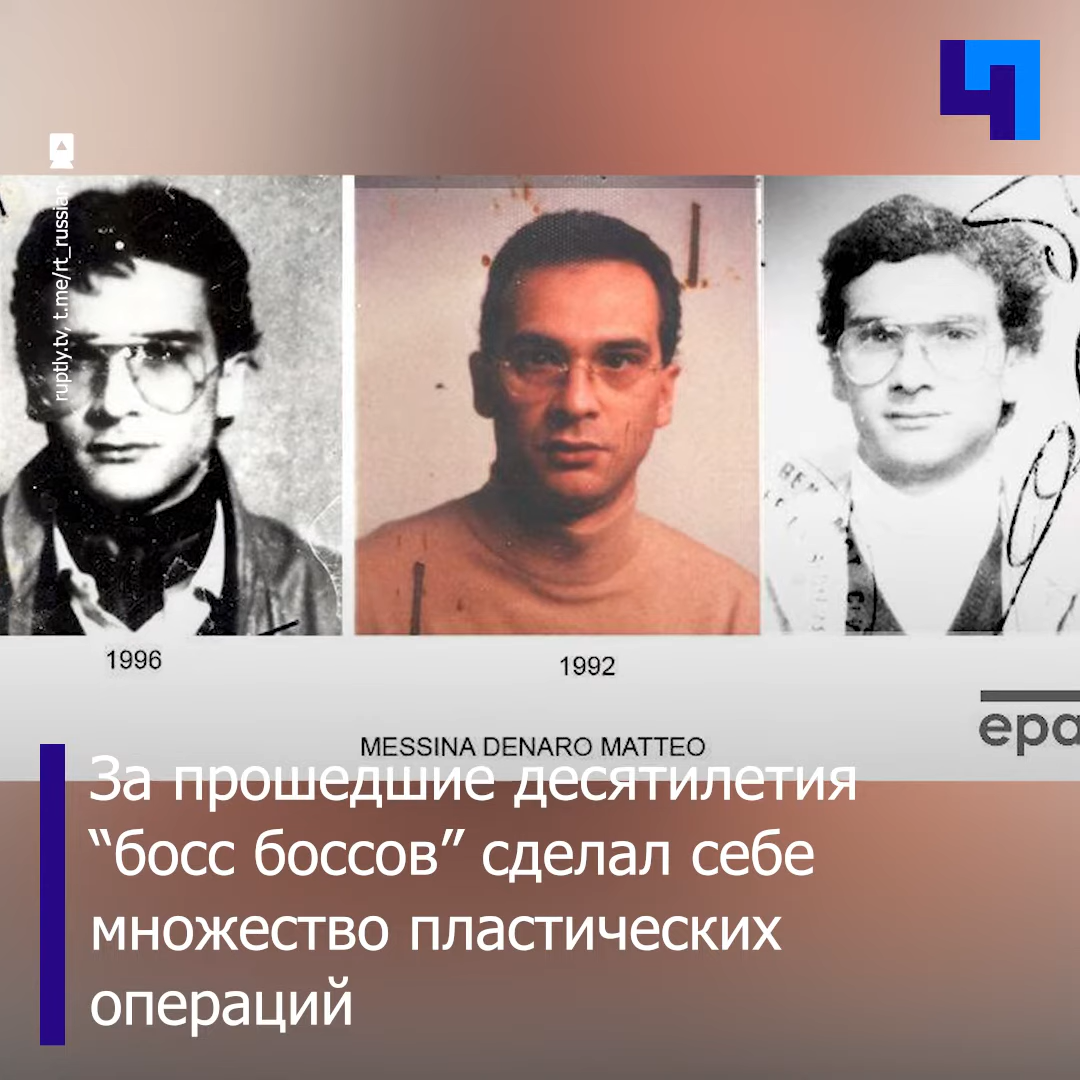 ruptly.tv, t.me/rt_russian
1996
1992
MESSINA DENARO MATTEO
epa
За прошедшие десятилетия
“босс боссов” сделал себе
множество пластических
операций